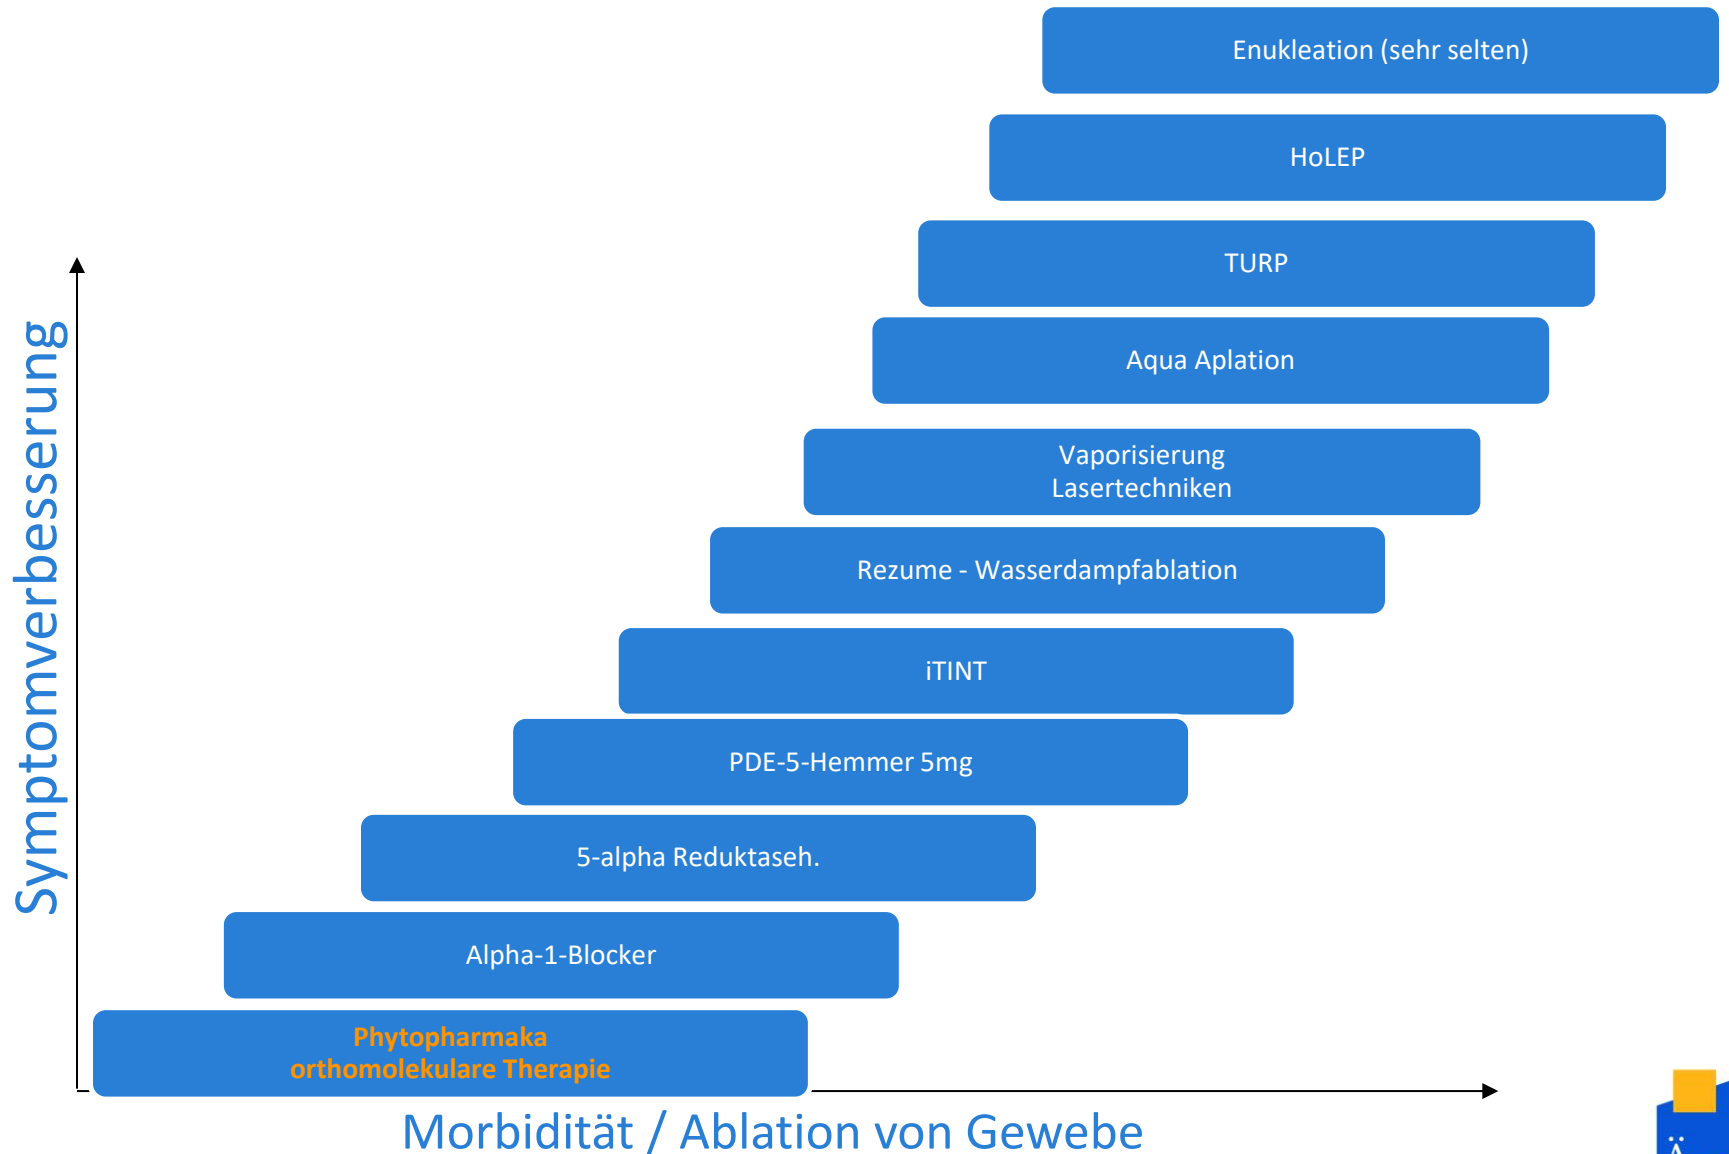 Enukleation (sehr selten)
HoLEP
TURP
Aqua Aplation
Vaporisierung
Lasertechniken
Rezume - Wasserdampfablation
iTINT
PDE-5-Hemmer 5mg
5-alpha Reduktaseh.
Alpha-1-Blocker
Phytopharmaka
orthomolekulare Therapie
Symptomverbesserung
Morbidität / Ablation von Gewebe